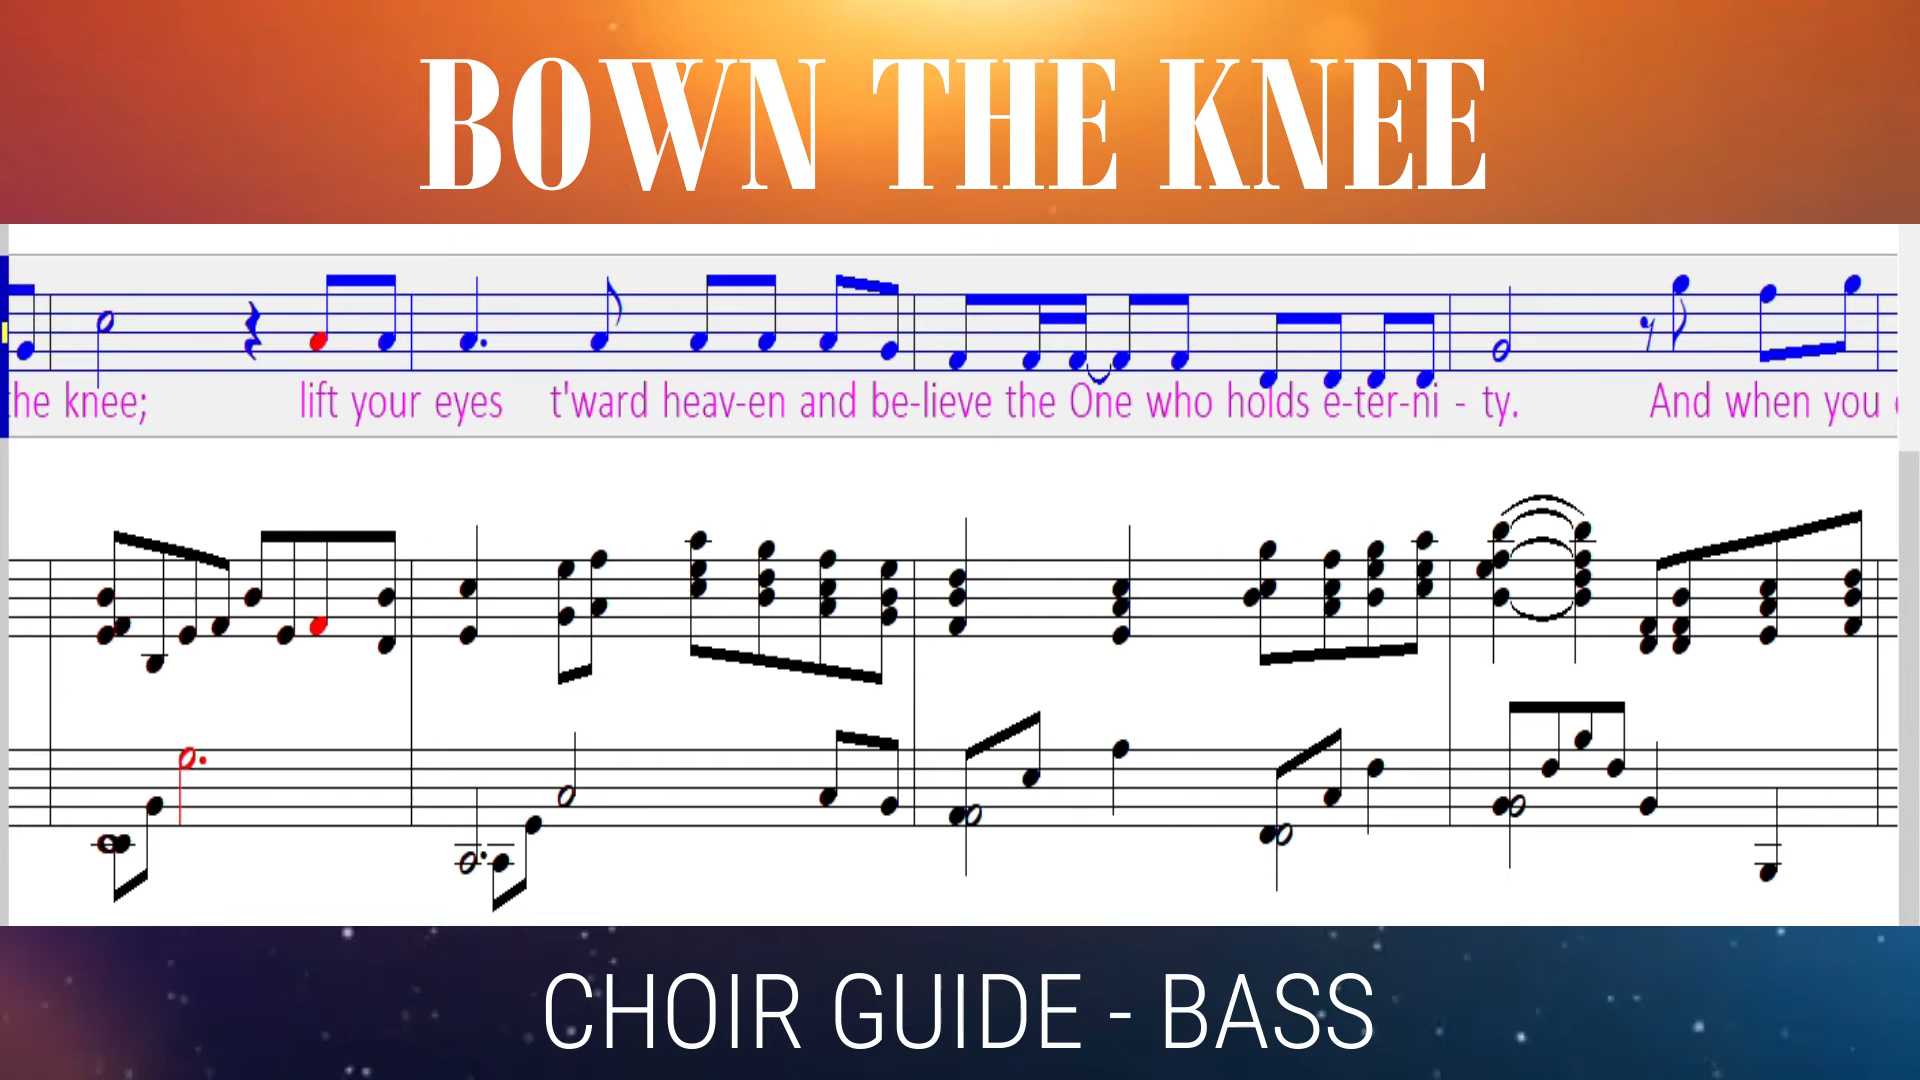 BOWN THE KNEE
the knee; lift your eyes t'ward heav-en and be-lieve the One who holds e-ter-ni - ty. And when you
CHOIR GUIDE - BASS